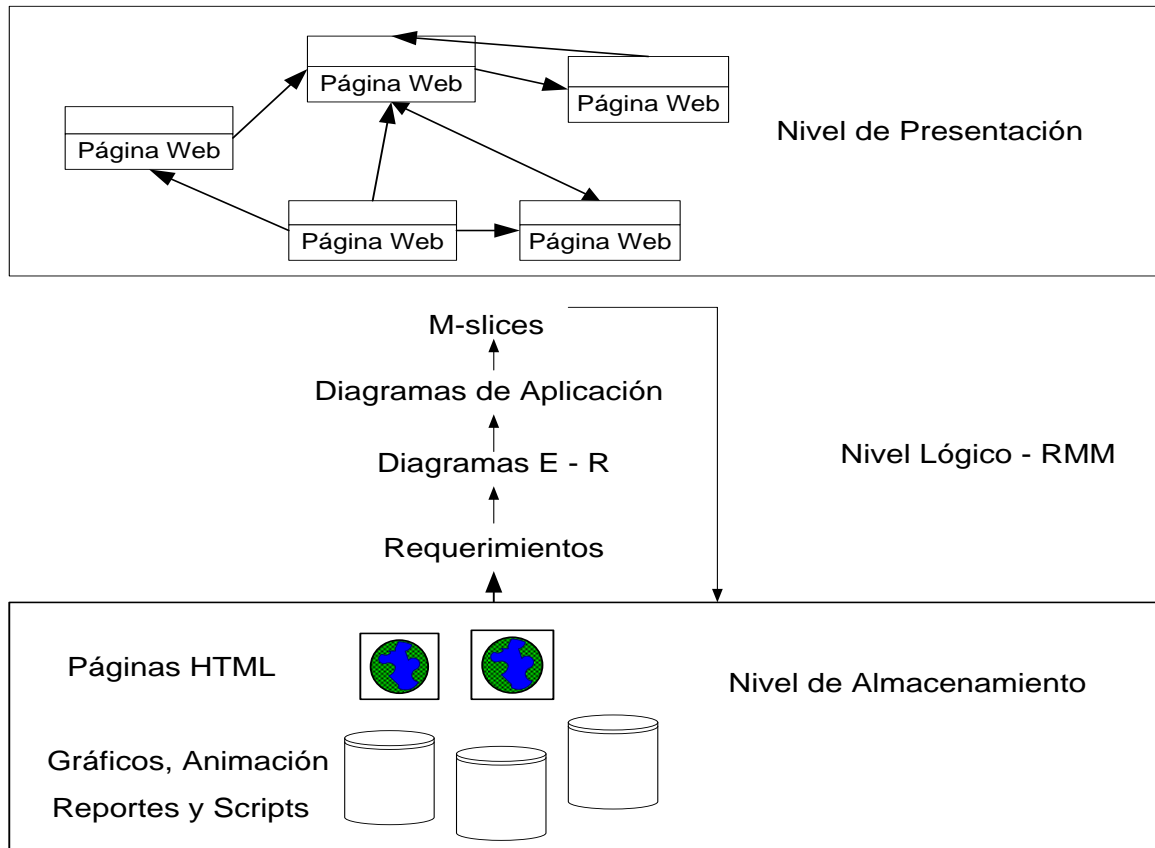 Página Web
Página Web
Página Web
Nivel de Presentación
Página Web
Página Web
M-slices
Diagramas de Aplicación
Diagramas E - R
Nivel Lógico - RMM
Requerimientos
Páginas HTML
Nivel de Almacenamiento
Gráficos, Animación
Reportes y Scripts